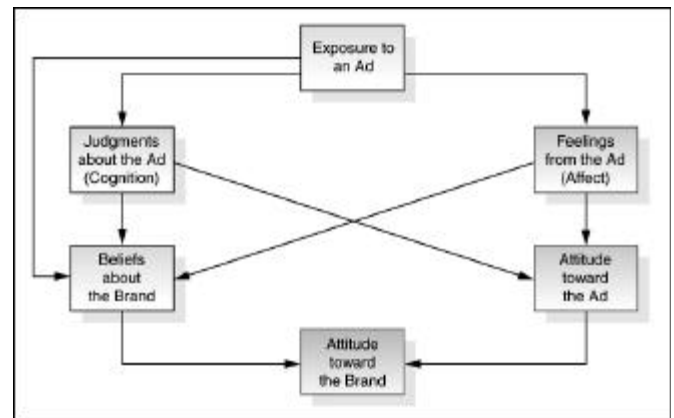 Exposure to
an Ad
Judgments
about the Ad
(Cognition)
Feelings
from the Ad
(Affect)
Beliefs
about
the Brand
Attitude
toward
the Ad
Attitude
toward
the Brand